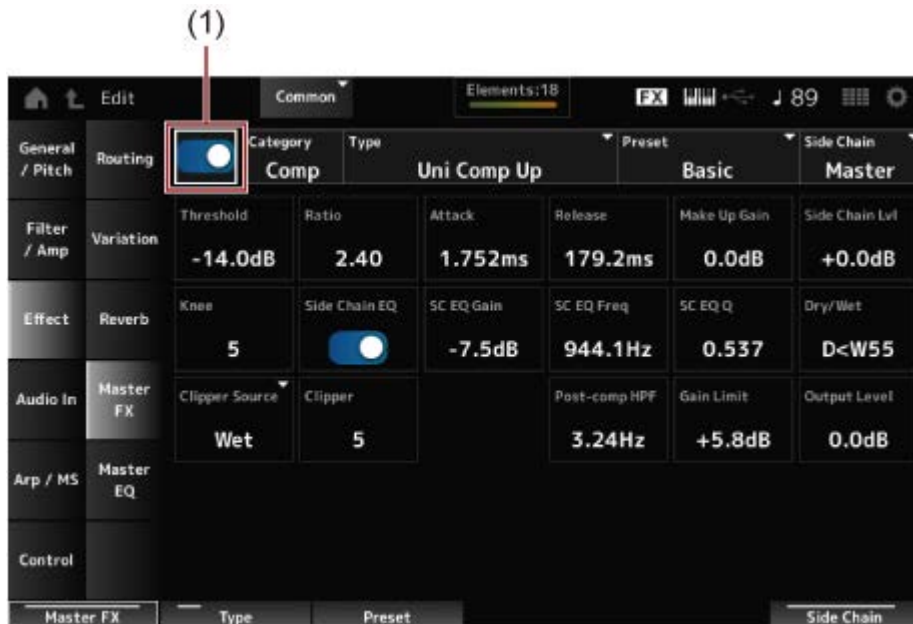 (1)
Edit Common Elements:18 FX 89
General / Pitch Routing Category Comp Type Uni Comp Up Preset Basic Side Chain Master
Filter / Amp Variation Threshold -14.0dB Ratio 2.40 Attack 1.752ms Release 179.2ms Make Up Gain 0.0dB Side Chain Lvl +0.0dB
Effect Reverb Knee 5 Side Chain EQ SC EQ Gain -7.5dB SC EQ Freq 944.1Hz SC EQ Q 0.537 Dry/Wet D<W55
Audio In Master FX Clipper Source Wet Clipper 5 Post-comp HPF 3.24Hz Gain Limit +5.8dB Output Level 0.0dB
Arp / MS Master EQ
Control
Master FX Type Preset Side Chain